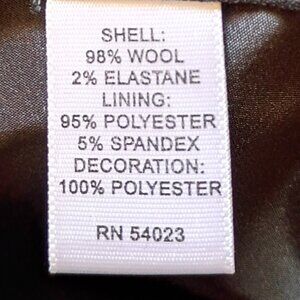 SHELL:
98% WOOL
2% ELASTANE
LINING:
95% POLYESTER
5% SPANDEX
DECORATION:
100% POLYESTER
RN 54023